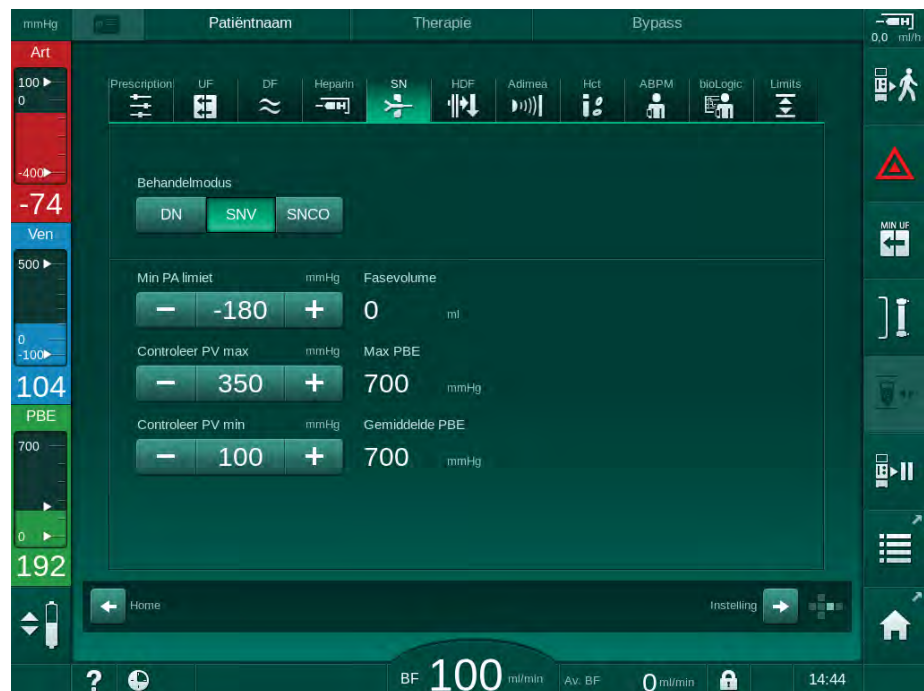 mmHg
Patiëntnaam
Therapie
Bypass
0,0 ml/h
Art
100
0
-400
-74
Ven
500
0
-100
104
PBE
700
0
192
Prescription
UF
DF
Heparin
SN
HDF
Adimea
Hct
ABPM
bioLogic
Limits
Behandelmodus
DN SNV SNCO
Min PA limiet mmHg Fasevolume
− -180 + 0 ml
Controleer PV max mmHg Max PBE
− 350 + 700 mmHg
Controleer PV min mmHg Gemiddelde PBE
− 100 + 700 mmHg
Home
Instelling
MIN UF
? BF 100 ml/min Av. BF 0 ml/min 14:44